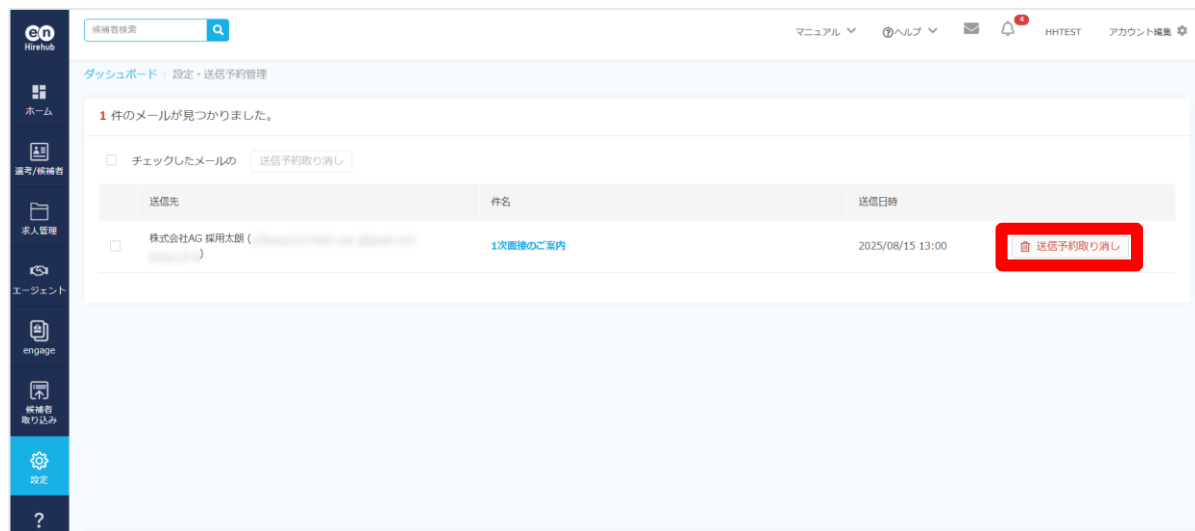 en
Hirehub
候補者検索
マニュアル
?ヘルプ
4
HHTEST
アカウント編集
ダッシュボード / 設定・送信予約管理
ホーム
選考/候補者
求人管理
エージェント
engage
候補者
取り込み
設定
?
1 件のメールが見つかりました。
チェックしたメールの 送信予約取り消し
送信先 件名 送信日時
株式会社AG 採用太郎 (
)
1次面接のご案内
2025/08/15 13:00
送信予約取り消し